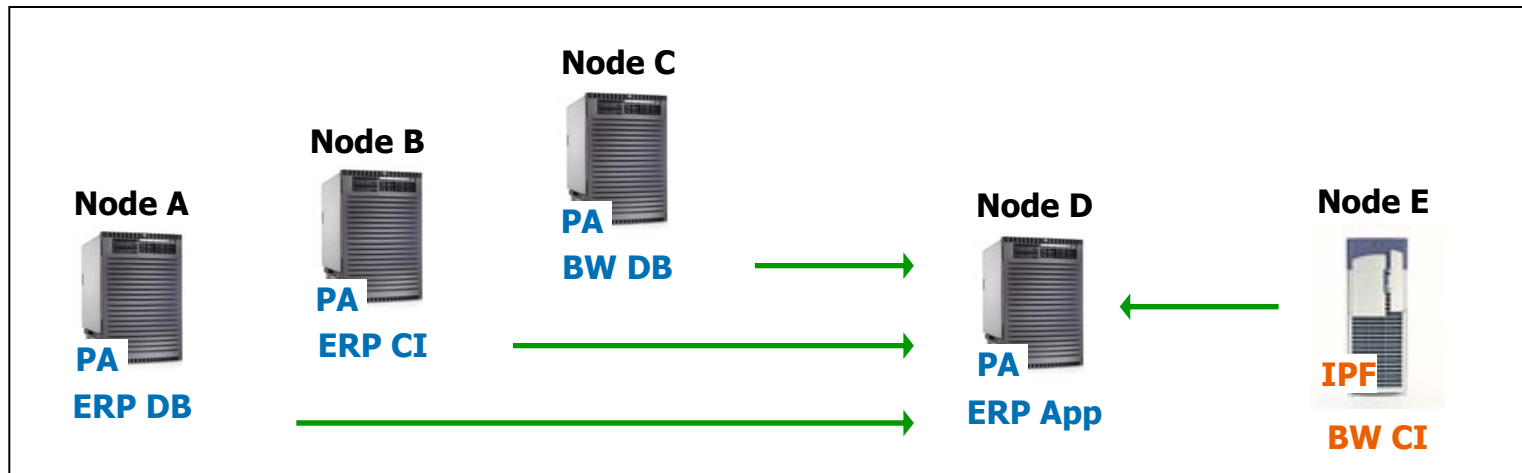 Node A
PA
ERP DB
Node B
PA
ERP CI
Node C
PA
BW DB
Node D
PA
ERP App
Node E
IPF
BW CI